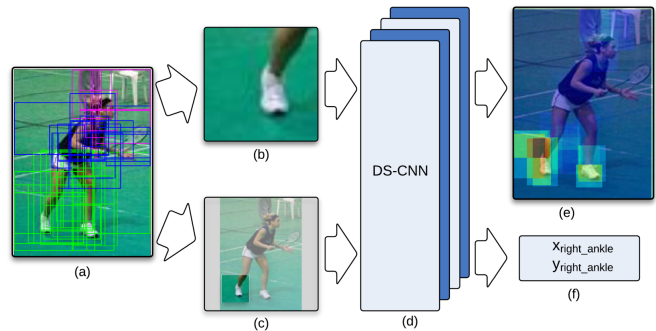 (a)
(b)
(c)
DS-CNN
(d)
(e)
x_right_ankle
y_right_ankle
(f)